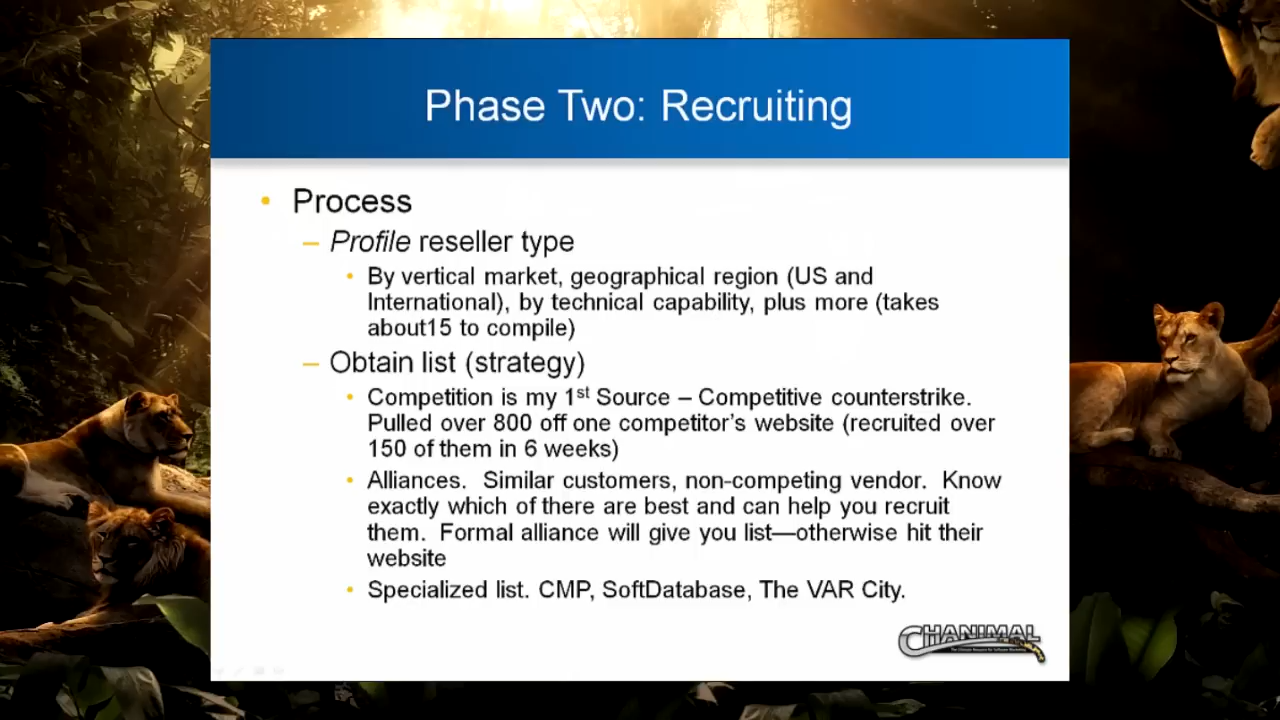 Phase Two: Recruiting
• Process
– Profile reseller type
• By vertical market, geographical region (US and
International), by technical capability, plus more (takes
about15 to compile)
– Obtain list (strategy)
• Competition is my 1st Source – Competitive counterstrike.
Pulled over 800 off one competitor’s website (recruited over
150 of them in 6 weeks)
• Alliances.  Similar customers, non-competing vendor.  Know
exactly which of there are best and can help you recruit
them.  Formal alliance will give you list—otherwise hit their
website
• Specialized list. CMP, SoftDatabase, The VAR City.
CHANIMAL